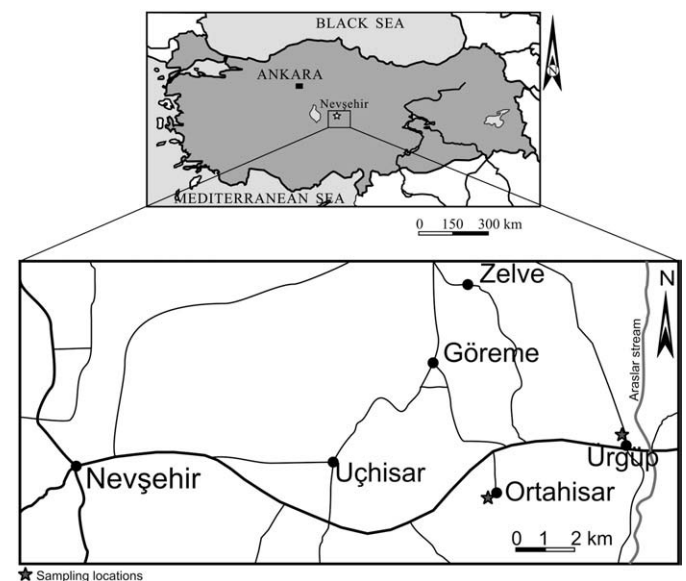 BLACK SEA
ANKARA
Nevşehir
MEDITERRANEAN SEA
0 150 300 km
Zelve
N
Göreme
Araslar stream
Ürgüp
Uçhisar
Nevşehir
Ortahisar
0 1 2 km
Sampling locations